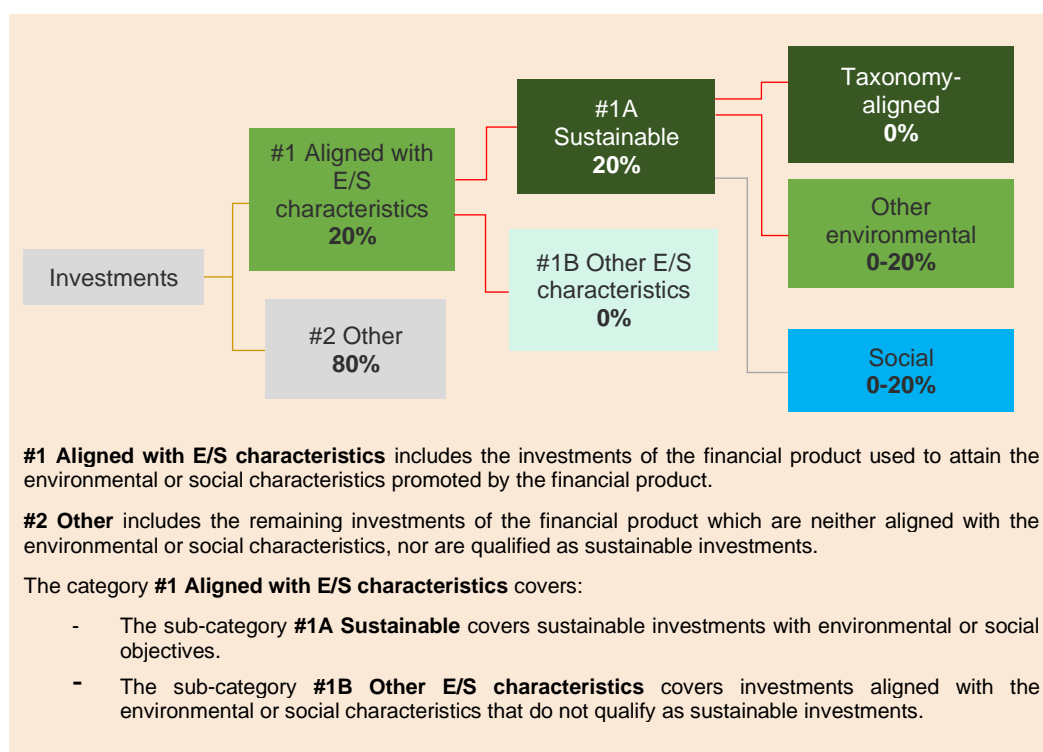 Investments
#1 Aligned with
E/S
characteristics
20%
#2 Other
80%
#1A
Sustainable
20%
#1B Other E/S
characteristics
0%
Taxonomy-
aligned
0%
Other
environmental
0-20%
Social
0-20%
#1 Aligned with E/S characteristics includes the investments of the financial product used to attain the
environmental or social characteristics promoted by the financial product.
#2 Other includes the remaining investments of the financial product which are neither aligned with the
environmental or social characteristics, nor are qualified as sustainable investments.
The category #1 Aligned with E/S characteristics covers:
- The sub-category #1A Sustainable covers sustainable investments with environmental or social
objectives.
- The sub-category #1B Other E/S characteristics covers investments aligned with the
environmental or social characteristics that do not qualify as sustainable investments.